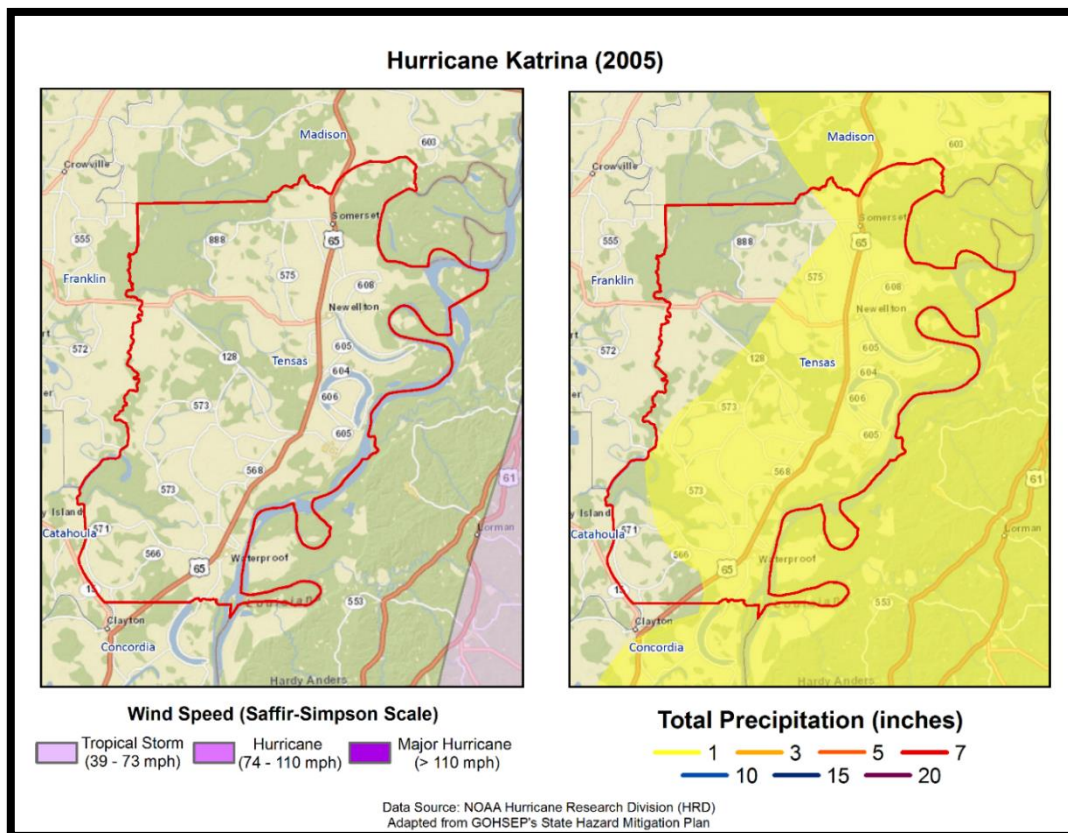 Hurricane Katrina (2005)
Madison
603
Crowville
Somerset
555
888
65
Franklin
575
608
Newellton
572
128
605
Tensas
604
573
606
605
568
61
573
Lorman
y Island
Catahoula
571
566
Waterproof
65
15
553
Clayton
Concordia
Hardy Anders
Madison
603
Crowville
Somerset
555
888
65
Franklin
575
608
Newellton
572
128
605
Tensas
604
573
606
605
568
61
573
Lorman
y Island
Catahoula
571
566
Waterproof
65
15
553
Clayton
Concordia
Hardy Anders
Wind Speed (Saffir-Simpson Scale)
Tropical Storm
(39 - 73 mph)
Hurricane
(74 - 110 mph)
Major Hurricane
(> 110 mph)
Total Precipitation (inches)
1 3 5 7
10 15 20
Data Source: NOAA Hurricane Research Division (HRD)
Adapted from GOHSEP's State Hazard Mitigation Plan